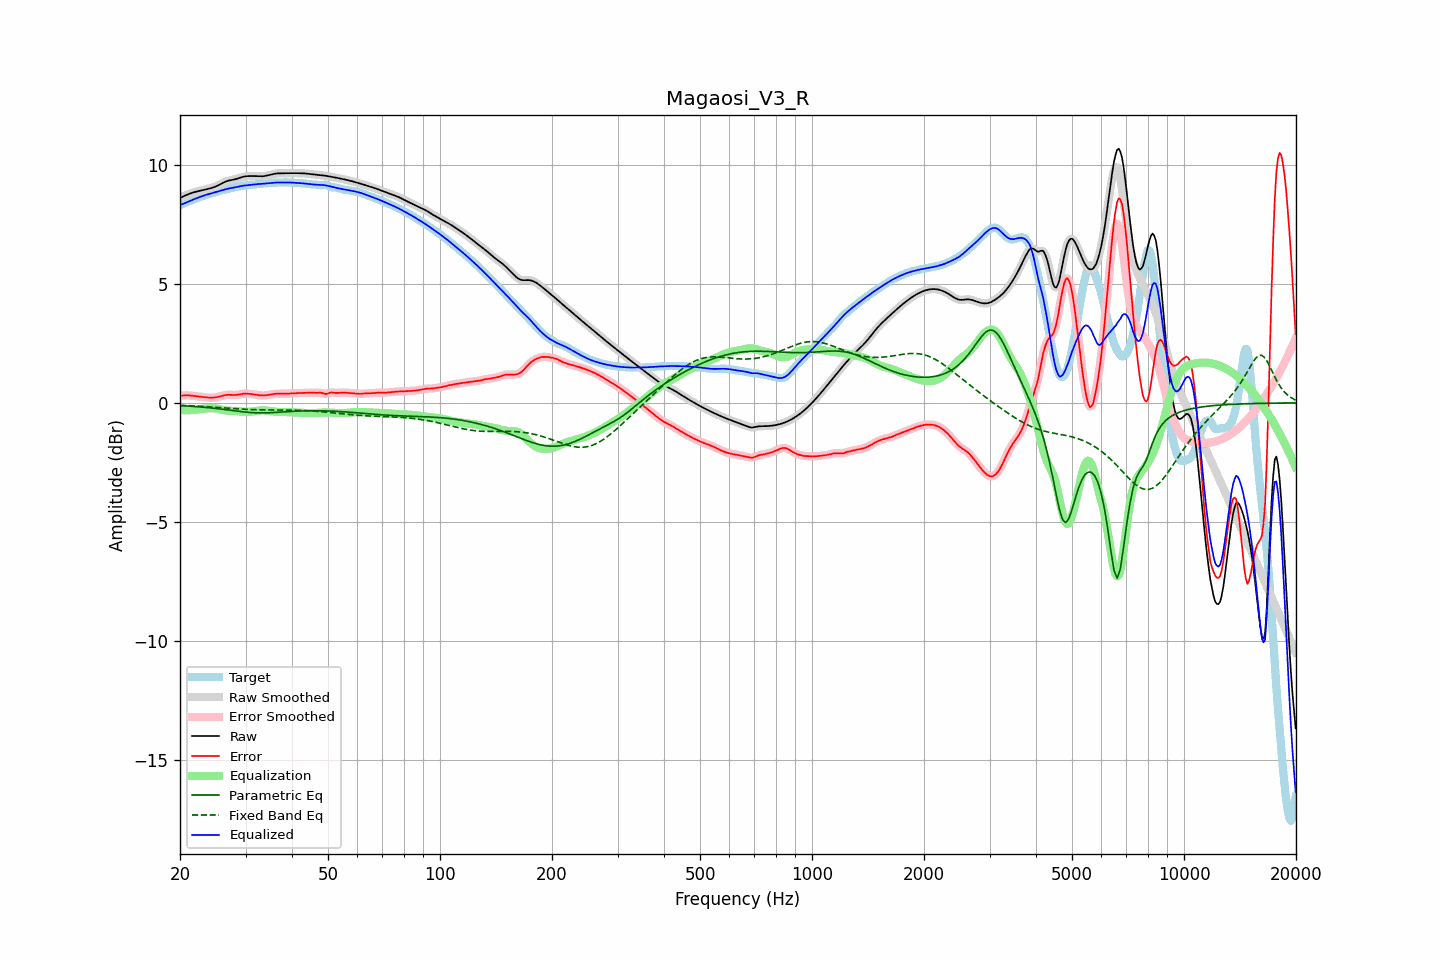 Magaosi_V3_R
10
5
0
−5
−10
−15
Amplitude (dBr)
Target
Raw Smoothed
Error Smoothed
Raw
Error
Equalization
Parametric Eq
Fixed Band Eq
Equalized
20 50 100 200 500 1000 2000 5000 10000 20000
Frequency (Hz)